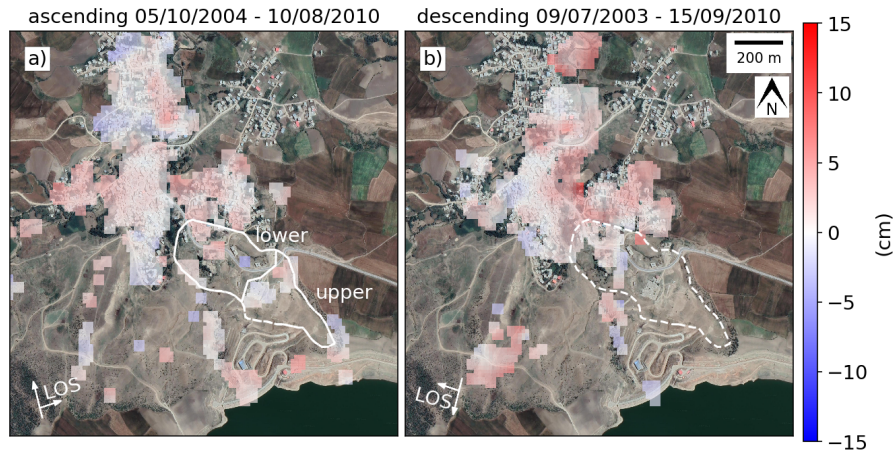 ascending 05/10/2004 - 10/08/2010
descending 09/07/2003 - 15/09/2010
a)
b)
200 m
N
lower
upper
LOS
LOS
15
10
5
0
−5
−10
−15
(cm)